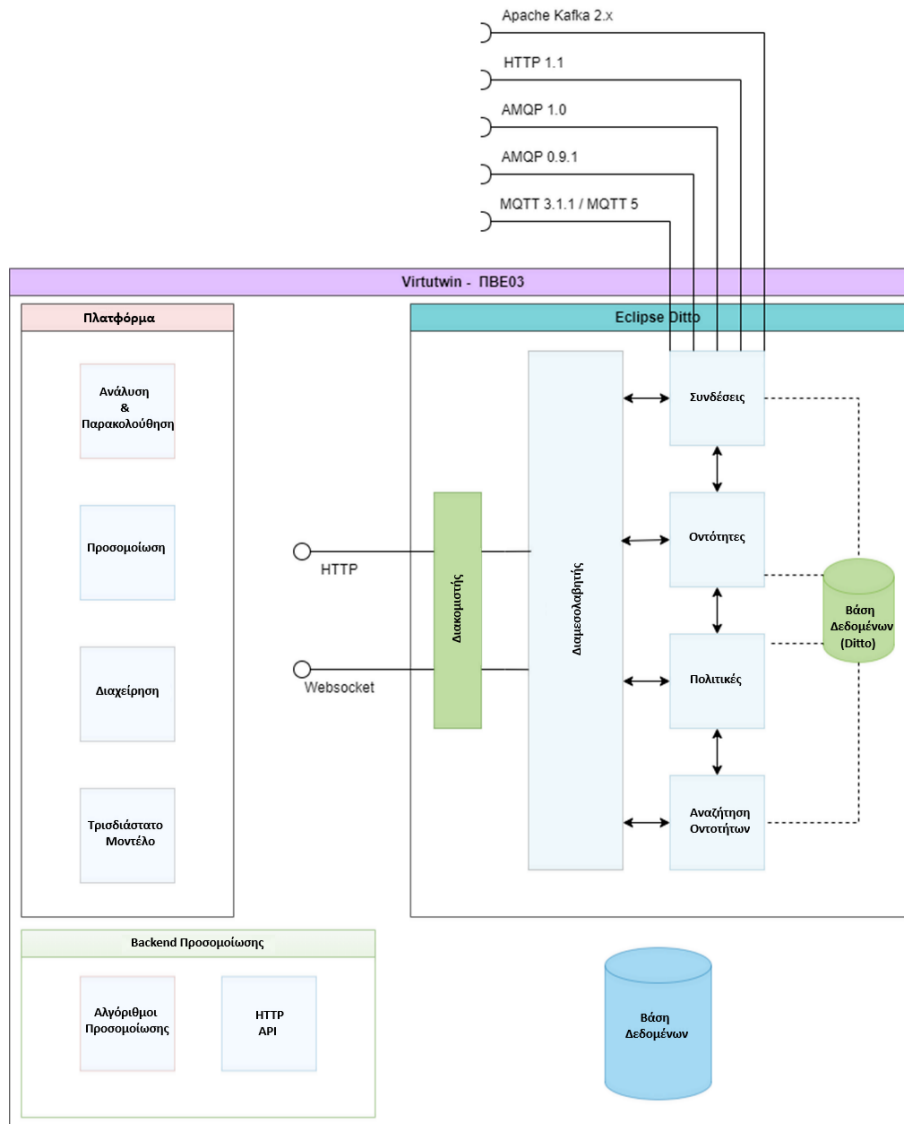 Apache Kafka 2.x
HTTP 1.1
AMQP 1.0
AMQP 0.9.1
MQTT 3.1.1 / MQTT 5
Virtutwin - ΠΒΕ03
Πλατφόρμα
Ανάλυση
&
Παρακολούθηση
Προσομοίωση
Διαχείρηση
Τρισδιάστατο
Μοντέλο
Eclipse Ditto
HTTP
Websocket
Διακομιστής
Διαμεσολαβητής
Συνδέσεις
Οντότητες
Πολιτικές
Αναζήτηση
Οντοτήτων
Βάση
Δεδομένων
(Ditto)
Backend Προσομοίωσης
Αλγόριθμοι
Προσομοίωσης
HTTP
API
Βάση
Δεδομένων